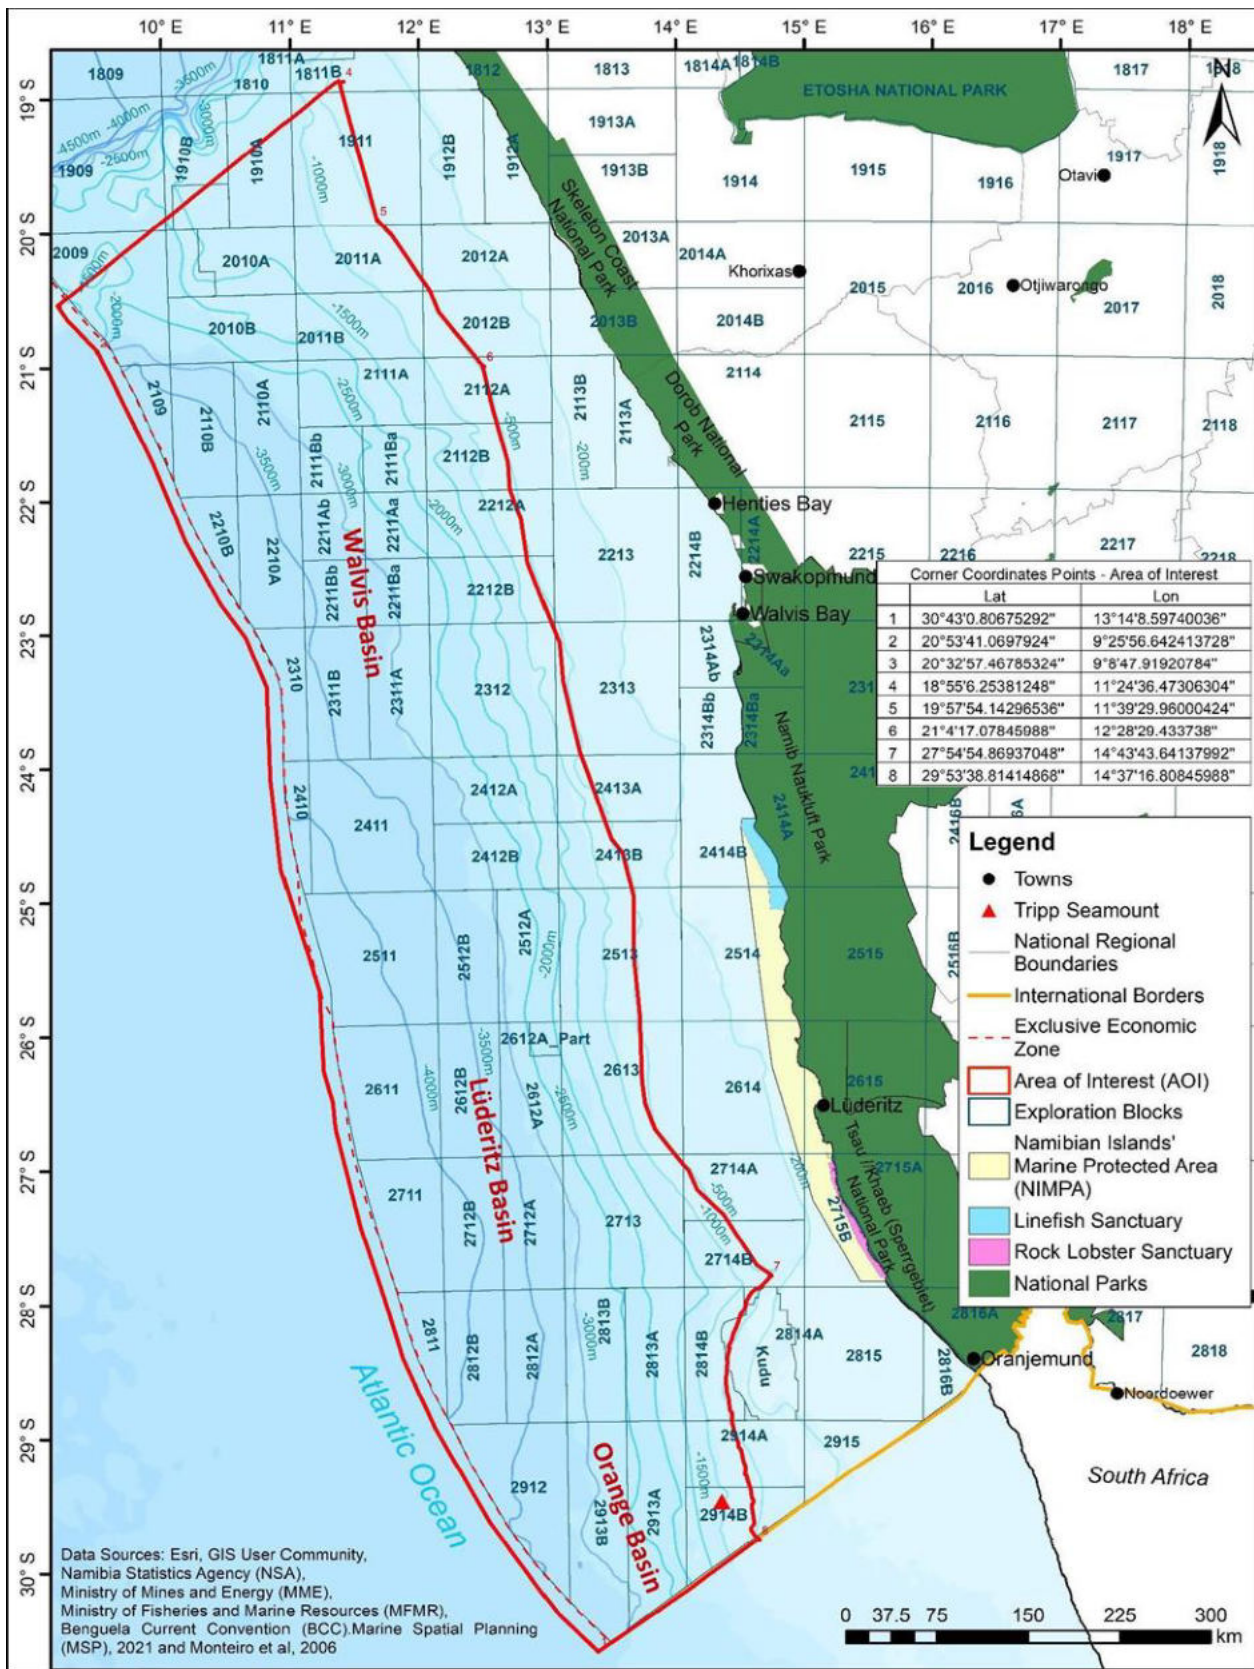 10° E 11° E 12° E 13° E 14° E 15° E 16° E 17° E 18° E
19° S
20° S
21° S
22° S
23° S
24° S
25° S
26° S
27° S
28° S
29° S
30° S
1809
1810
1811A
1811B
4
1812
1813
1814A
1814B
1817
N
-3500m
-4000m
-4500m
-2500m
-3000m
ETOSHA NATIONAL PARK
1909
1910B
1910A
1911
-1000m
1912B
1912A
1913A
1913B
1914
1915
1916
1917
1918
Otavi
5
Skeleton Coast
National Park
2009
2010A
2011A
2012A
2013A
2014A
Khorixas
2015
2016
Otjiwarongo
2017
2018
-2000m
2010B
2011B
-1500m
2012B
2013B
2014B
6
2109
2110B
2110A
2111A
-2500m
2112A
-500m
2113B
2113A
2114
Dorob National
Park
2115
2116
2117
2118
-3500m
2111Bb
-3000m
2111Ba
2112B
-200m
2210B
2210A
2211Ab
2211Aa
-2000m
2212A
Henties Bay
2213
2214B
2214A
2215
2216
2217
2218
Walvis Basin
2211Bb
2211Ba
2212B
Swakopmund
Walvis Bay
2310
2311B
2311A
2312
2313
2314Ab
2314Aa
2314Bb
2314Ba
Namib Naukluft Park
Corner Coordinates Points - Area of Interest
Lat Lon
1 30°43'0.80675292" 13°14'8.59740036"
2 20°53'41.0697924" 9°25'56.642413728"
3 20°32'57.46785324" 9°8'47.91920784"
4 18°55'6.25381248" 11°24'36.47306304"
5 19°57'54.14296536" 11°39'29.96000424"
6 21°4'17.07845988" 12°28'29.433738"
7 27°54'54.86937048" 14°43'43.64137992"
8 29°53'38.81414868" 14°37'16.80845988"
2410
2411
2412A
2413A
2412B
2413B
2414B
2414A
2416B
2511
2512B
2512A
-2000m
2513
2514
2515
2516B
Legend
Towns
Tripp Seamount
National Regional
Boundaries
International Borders
Exclusive Economic
Zone
Area of Interest (AOI)
Exploration Blocks
Namibian Islands'
Marine Protected Area
(NIMPA)
Linefish Sanctuary
Rock Lobster Sanctuary
National Parks
2611
-4000m
2612B
-3500m
2612A_Part
2612A
2613
2614
2615
Lüderitz
Lüderitz Basin
2711
2712B
2712A
2713
2714A
-500m
-1000m
-200m
2714B
7
2715B
2715A
Tsau //Khaeb (Sperrgebiet)
National Park
2811
2812B
2812A
-3000m
2813B
2813A
2814B
Kudu
2814A
2815
2816B
2816A
2817
2818
Oranjemund
Noordoewer
Atlantic Ocean
2912
Orange Basin
2913B
2913A
-1500m
2914A
2914B
2915
8
South Africa
Data Sources: Esri, GIS User Community,
Namibia Statistics Agency (NSA),
Ministry of Mines and Energy (MME),
Ministry of Fisheries and Marine Resources (MFMR),
Benguela Current Convention (BCC).Marine Spatial Planning
(MSP), 2021 and Monteiro et al, 2006
0 37.5 75 150 225 300
km